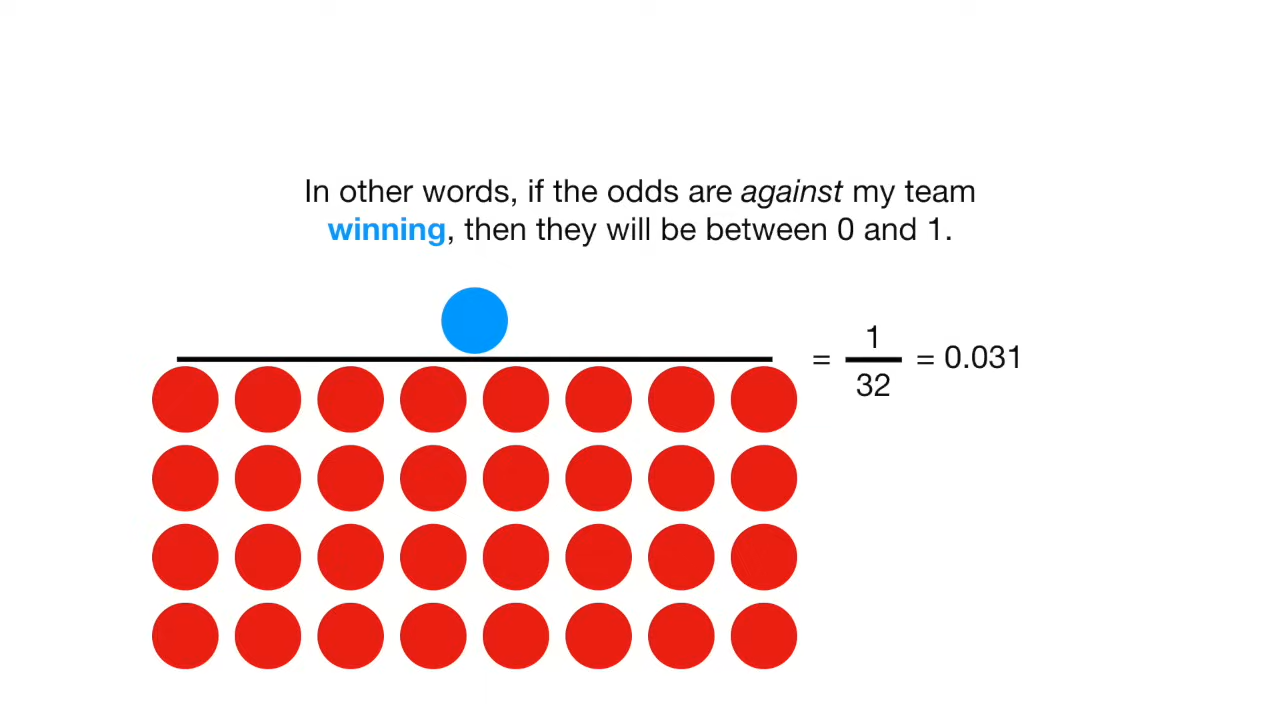 In other words, if the odds are against my team
winning, then they will be between 0 and 1.
= 1/32 = 0.031